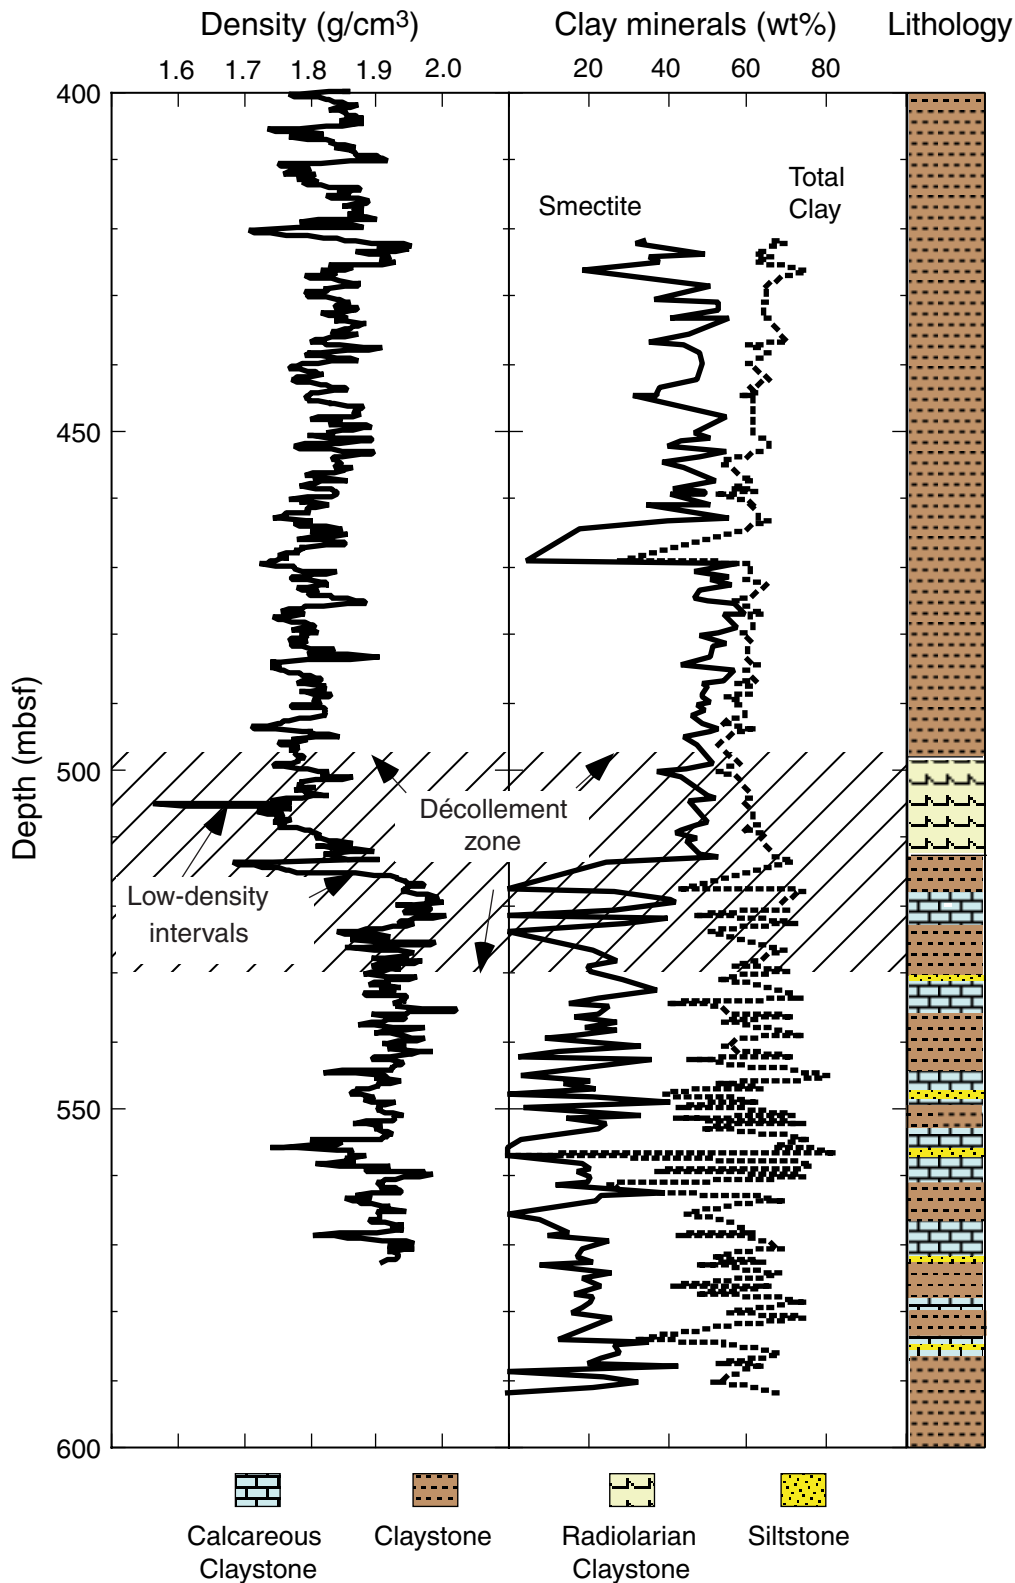 Density (g/cm³)
Clay minerals (wt%)
Lithology
1.6 1.7 1.8 1.9 2.0
20 40 60 80
400
Total
Clay
Smectite
450
Depth (mbsf)
500
Décollement
zone
Low-density
intervals
550
600
Calcareous
Claystone
Claystone
Radiolarian
Claystone
Siltstone